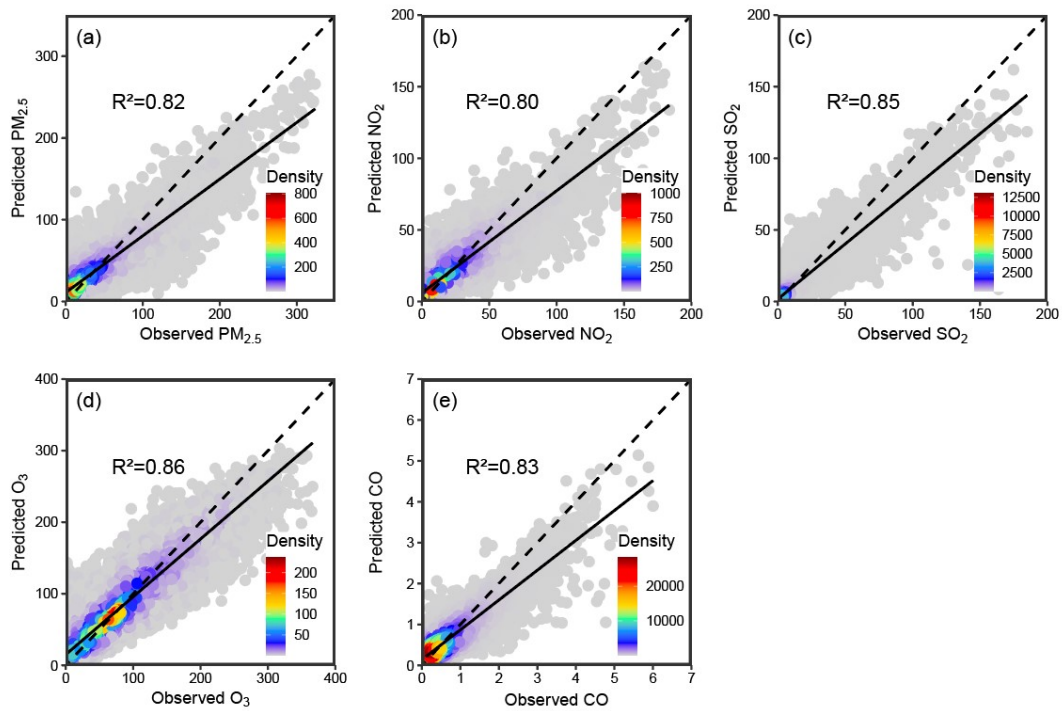 (a)
R²=0.82
Predicted PM2.5
300
200
100
0
Density
800
600
400
200
0 100 200 300
Observed PM2.5
(b)
R²=0.80
Predicted NO2
200
150
100
50
0
Density
1000
750
500
250
0 50 100 150 200
Observed NO2
(c)
R²=0.85
Predicted SO2
200
150
100
50
0
Density
12500
10000
7500
5000
2500
0 50 100 150 200
Observed SO2
(d)
R²=0.86
Predicted O3
400
300
200
100
0
Density
200
150
100
50
0 100 200 300 400
Observed O3
(e)
R²=0.83
Predicted CO
7
6
5
4
3
2
1
0
Density
20000
10000
0 1 2 3 4 5 6 7
Observed CO